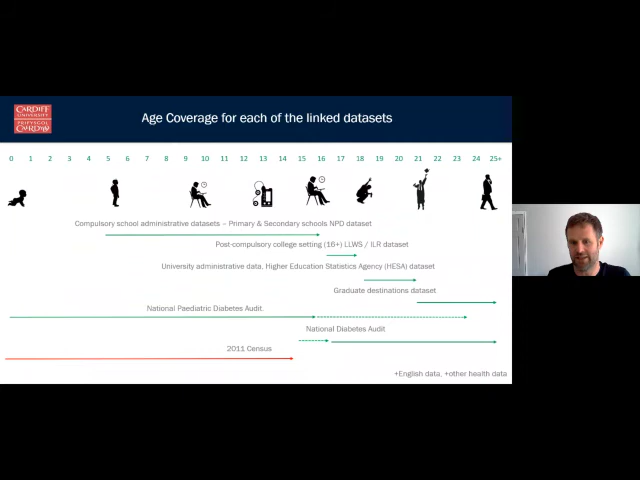 CARDIFF
UNIVERSITY
PRIFYSGOL
CAERDYDD
Age Coverage for each of the linked datasets
0 1 2 3 4 5 6 7 8 9 10 11 12 13 14 15 16 17 18 19 20 21 22 23 24 25+
Compulsory school administrative datasets – Primary & Secondary schools NPD dataset
Post-compulsory college setting (16+) LLWS / ILR dataset
University administrative data, Higher Education Statistics Agency (HESA) dataset
Graduate destinations dataset
National Paediatric Diabetes Audit.
National Diabetes Audit
2011 Census
+English data, +other health data